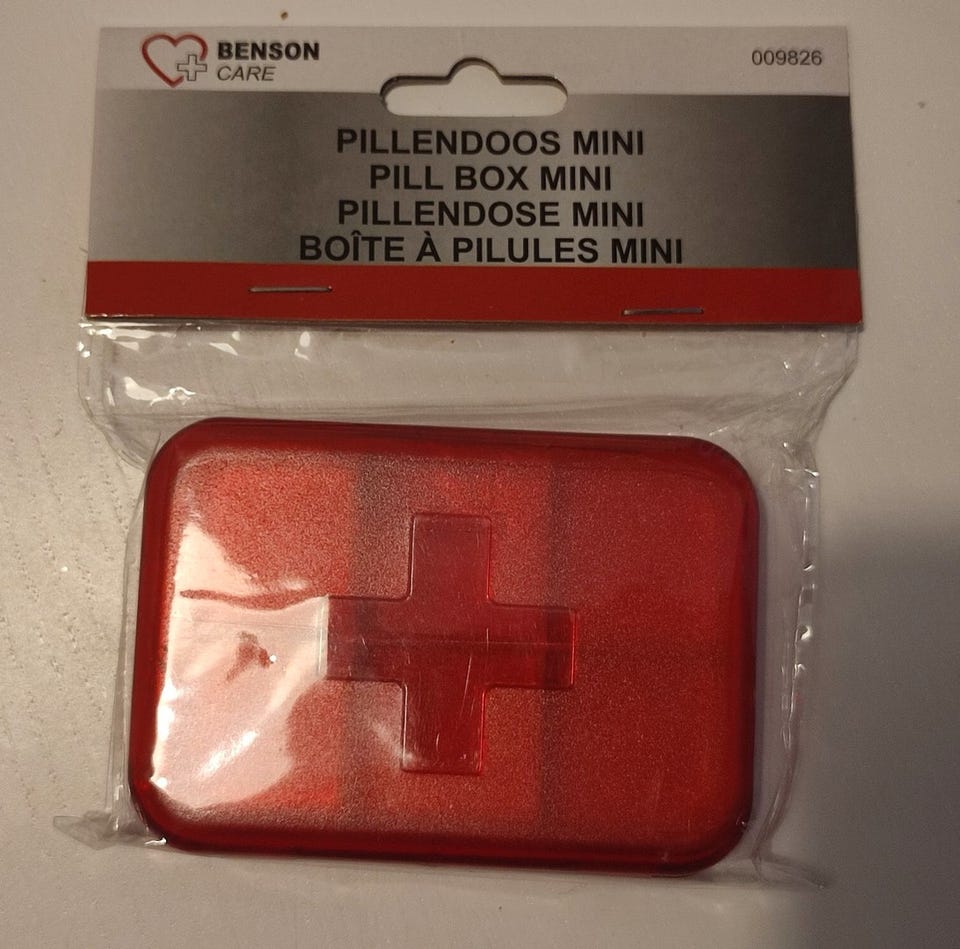 BENSON
CARE
009826
PILLENDOOS MINI
PILL BOX MINI
PILLENDOSE MINI
BOÎTE À PILULES MINI